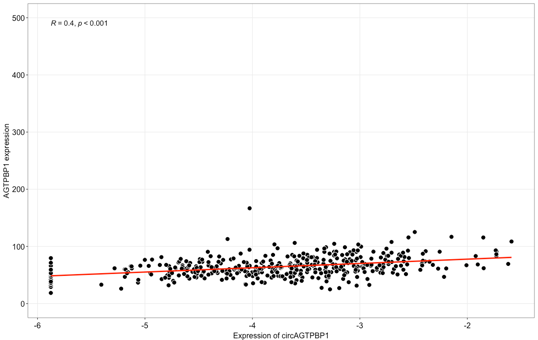 500
R = 0.4, p < 0.001
400
300
AGTPBP1 expression
200
100
0
-6 -5 -4 -3 -2
Expression of circAGTPBP1